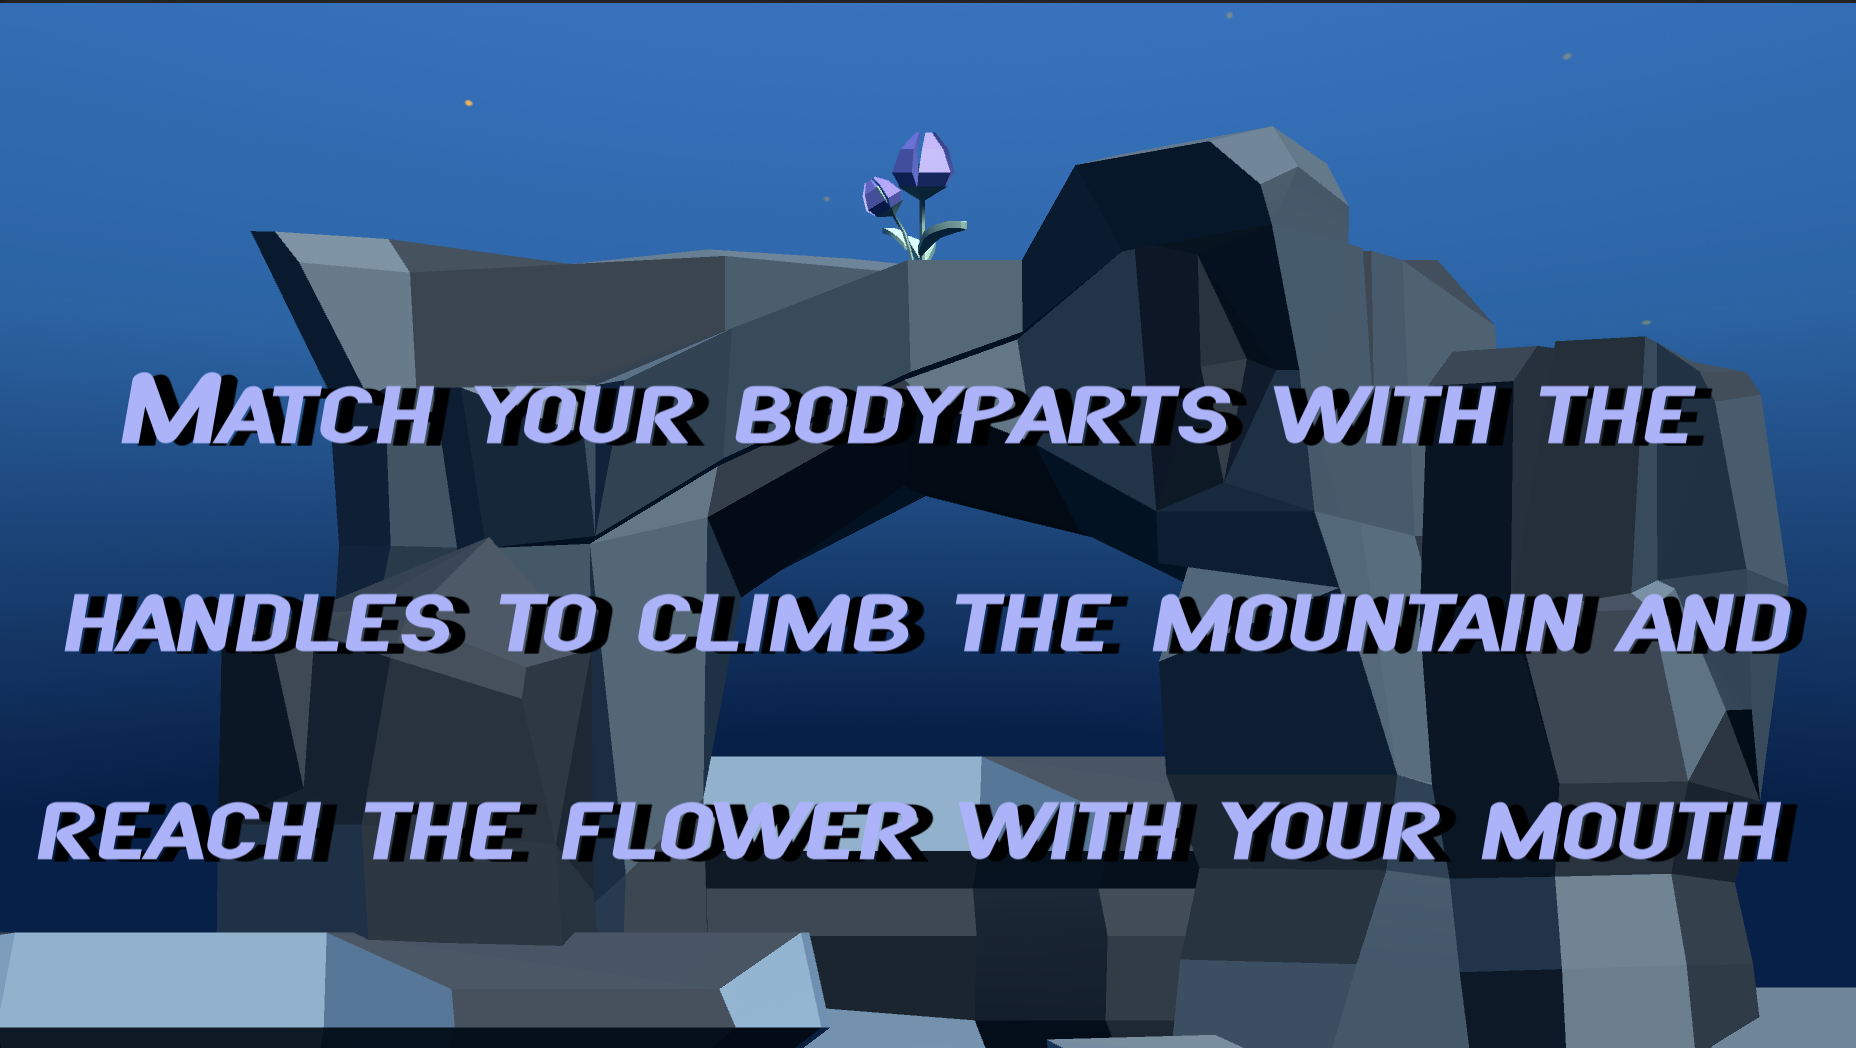 Match your bodyparts with the
handles to climb the mountain and
reach the flower with your mouth